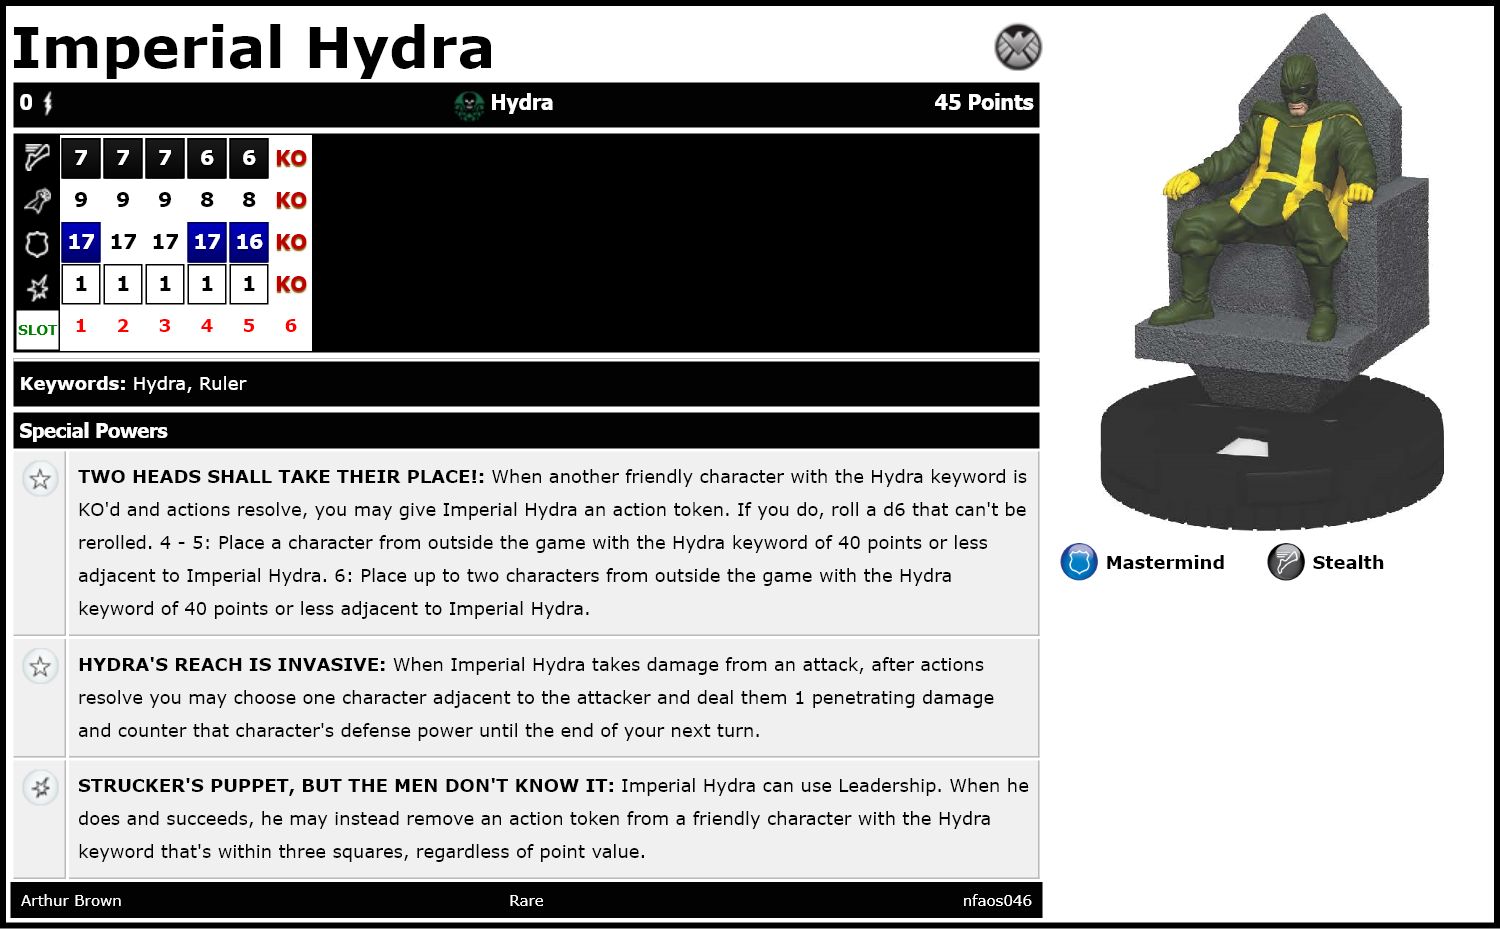 Imperial Hydra
0 Hydra 45 Points
7 7 7 6 6 KO
9 9 9 8 8 KO
17 17 17 17 16 KO
1 1 1 1 1 KO
SLOT 1 2 3 4 5 6
Keywords: Hydra, Ruler
Special Powers
TWO HEADS SHALL TAKE THEIR PLACE!: When another friendly character with the Hydra keyword is
KO'd and actions resolve, you may give Imperial Hydra an action token. If you do, roll a d6 that can't be
rerolled. 4 - 5: Place a character from outside the game with the Hydra keyword of 40 points or less
adjacent to Imperial Hydra. 6: Place up to two characters from outside the game with the Hydra
keyword of 40 points or less adjacent to Imperial Hydra.
HYDRA'S REACH IS INVASIVE: When Imperial Hydra takes damage from an attack, after actions
resolve you may choose one character adjacent to the attacker and deal them 1 penetrating damage
and counter that character's defense power until the end of your next turn.
STRUCKER'S PUPPET, BUT THE MEN DON'T KNOW IT: Imperial Hydra can use Leadership. When he
does and succeeds, he may instead remove an action token from a friendly character with the Hydra
keyword that's within three squares, regardless of point value.
Arthur Brown Rare nfaos046
Mastermind Stealth